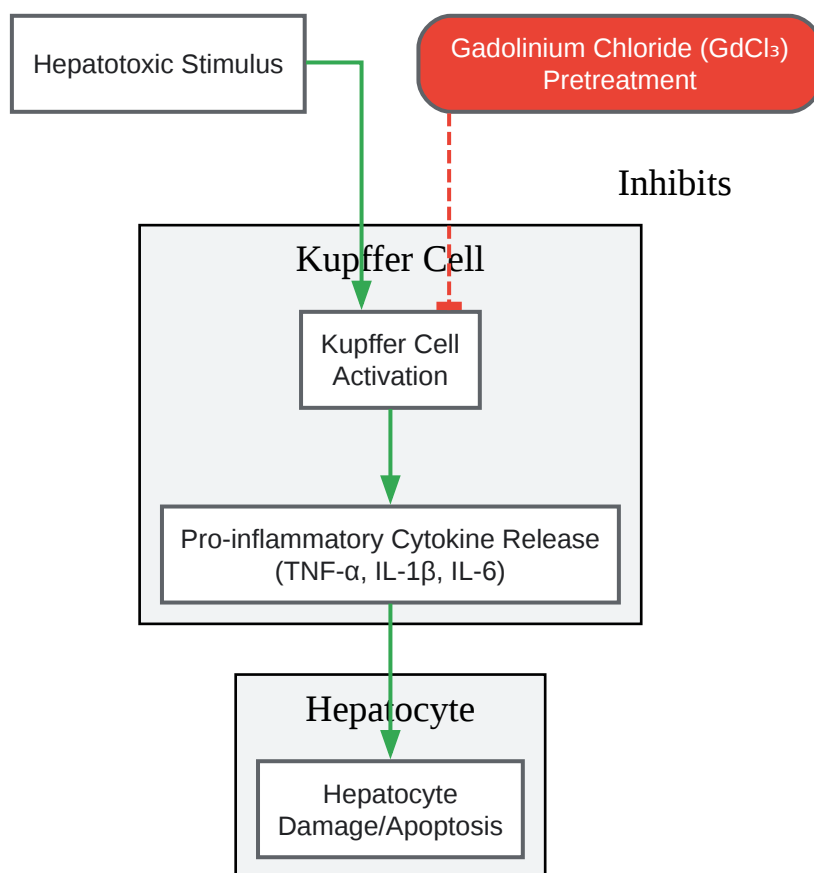 Hepatotoxic Stimulus
Gadolinium Chloride (GdCl₃)
Pretreatment
Inhibits
Kupffer Cell
Kupffer Cell
Activation
Pro-inflammatory Cytokine Release
(TNF-α, IL-1β, IL-6)
Hepatocyte
Hepatocyte
Damage/Apoptosis